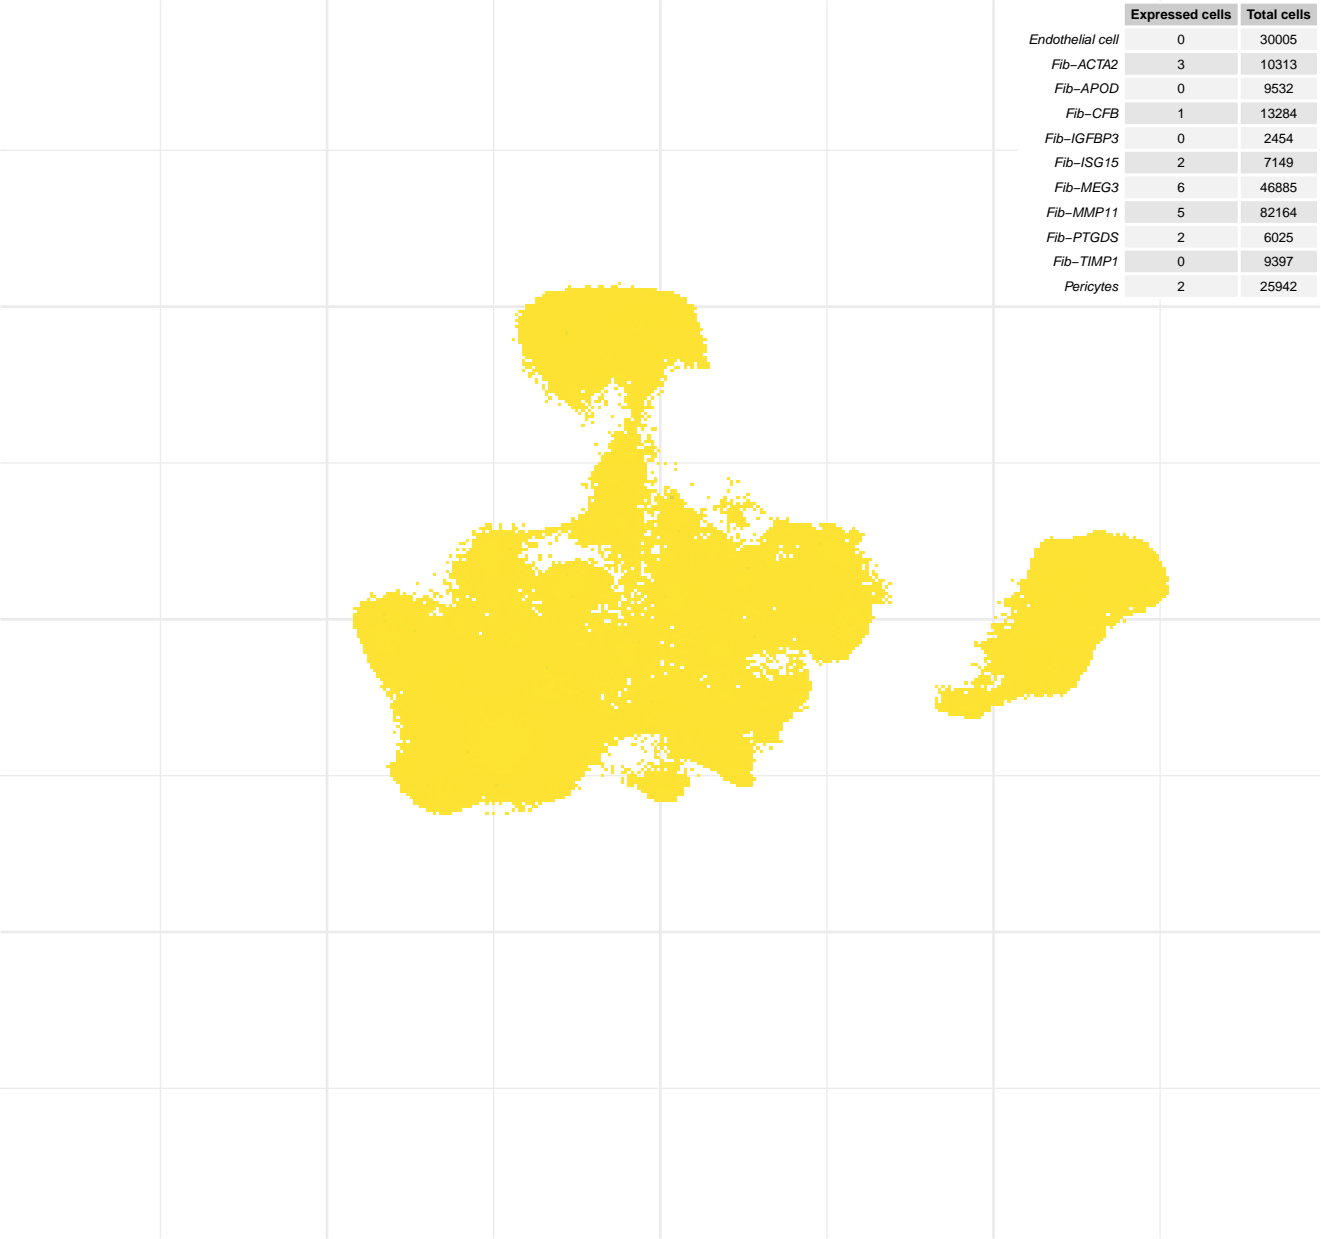 Expressed cells Total cells
Endothelial cell 0 30005
Fib−ACTA2 3 10313
Fib−APOD 0 9532
Fib−CFB 1 13284
Fib−IGFBP3 0 2454
Fib−ISG15 2 7149
Fib−MEG3 6 46885
Fib−MMP11 5 82164
Fib−PTGDS 2 6025
Fib−TIMP1 0 9397
Pericytes 2 25942